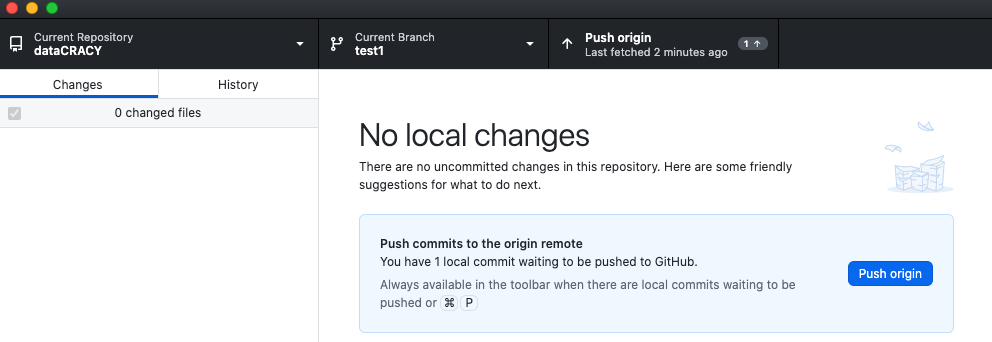 Current Repository
dataCRACY
Current Branch
test1
Push origin
Last fetched 2 minutes ago
1 ↑
Changes
History
0 changed files
No local changes
There are no uncommitted changes in this repository. Here are some friendly
suggestions for what to do next.
Push commits to the origin remote
You have 1 local commit waiting to be pushed to GitHub.
Always available in the toolbar when there are local commits waiting to be
pushed or ⌘ P
Push origin